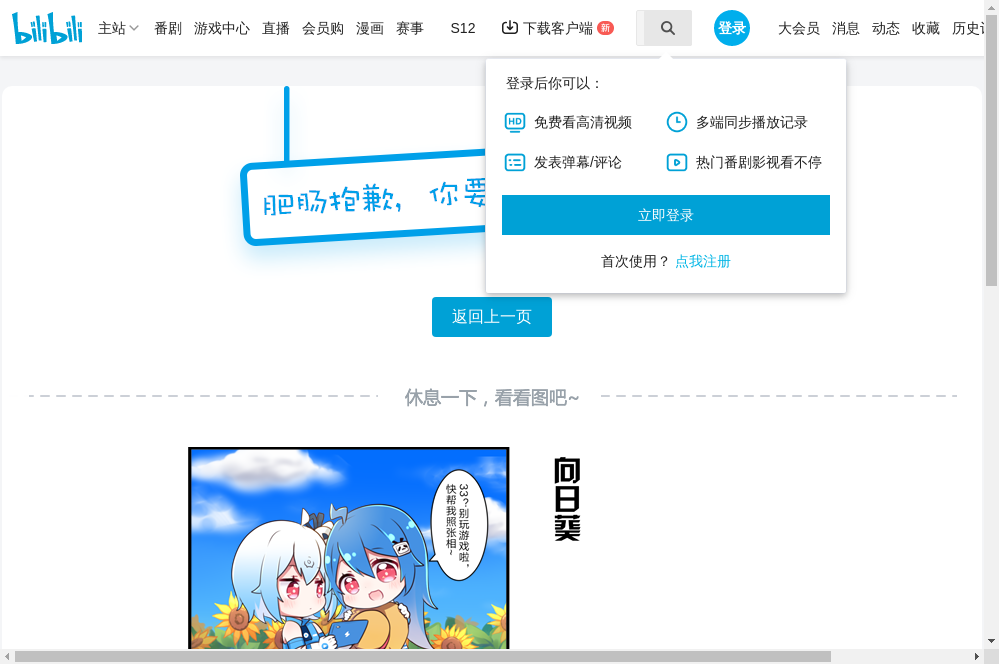 bilibili 主站 番剧 游戏中心 直播 会员购 漫画 赛事 S12 下载客户端 新 登录 大会员 消息 动态 收藏
登录后你可以：
HD 免费看高清视频 多端同步播放记录
发表弹幕/评论 热门番剧影视看不停
立即登录
首次使用？ 点我注册
肥肠抱歉，你要
返回上一页
休息一下，看看图吧~
33？别玩游戏啦，
快帮我照张相~
向日葵